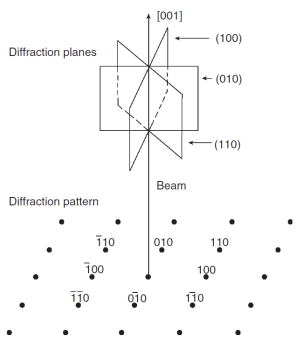 [001]
(100)
Diffraction planes
(010)
(110)
Beam
Diffraction pattern
1̅10 010 110
1̅00 100
1̅1̅0 01̅0 11̅0